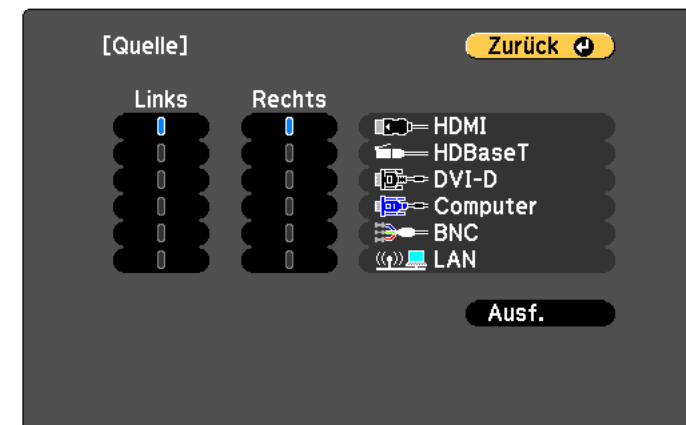 [Quelle]
Zurück
Links Rechts
HDMI
HDBaseT
DVI-D
Computer
BNC
LAN
Ausf.